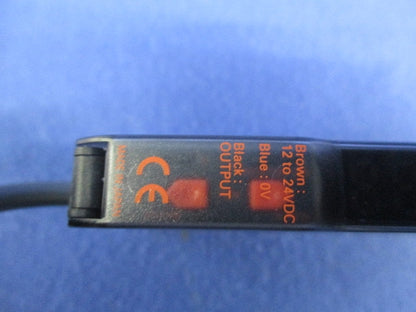 Brown :
12 to 24VDC
Blue : 0V
Black :
OUTPUT
CE